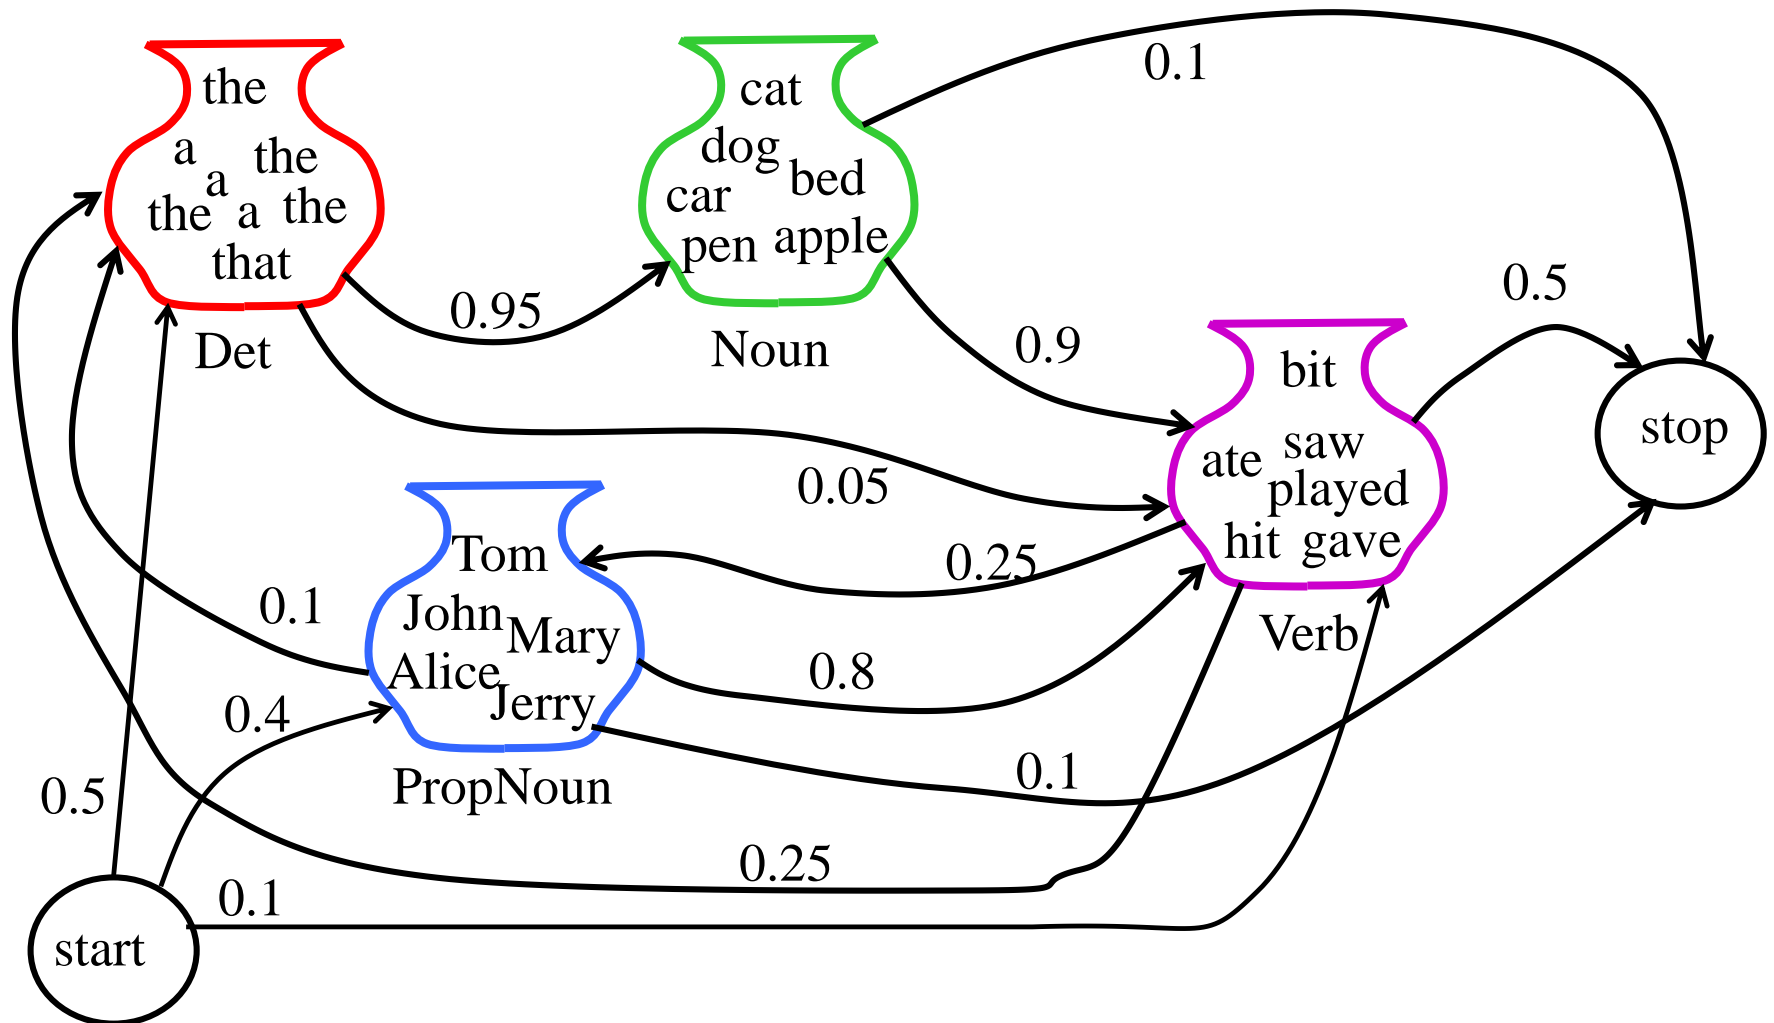 0.1
the
cat
a the
dog
a
bed
the a the
car
pen apple
that
0.95
0.5
Det
Noun
0.9
bit
stop
saw
ate
played
0.05
hit gave
Tom
0.25
0.1
John
Mary
Verb
Alice
0.8
Jerry
0.4
0.1
PropNoun
0.5
0.25
0.1
start